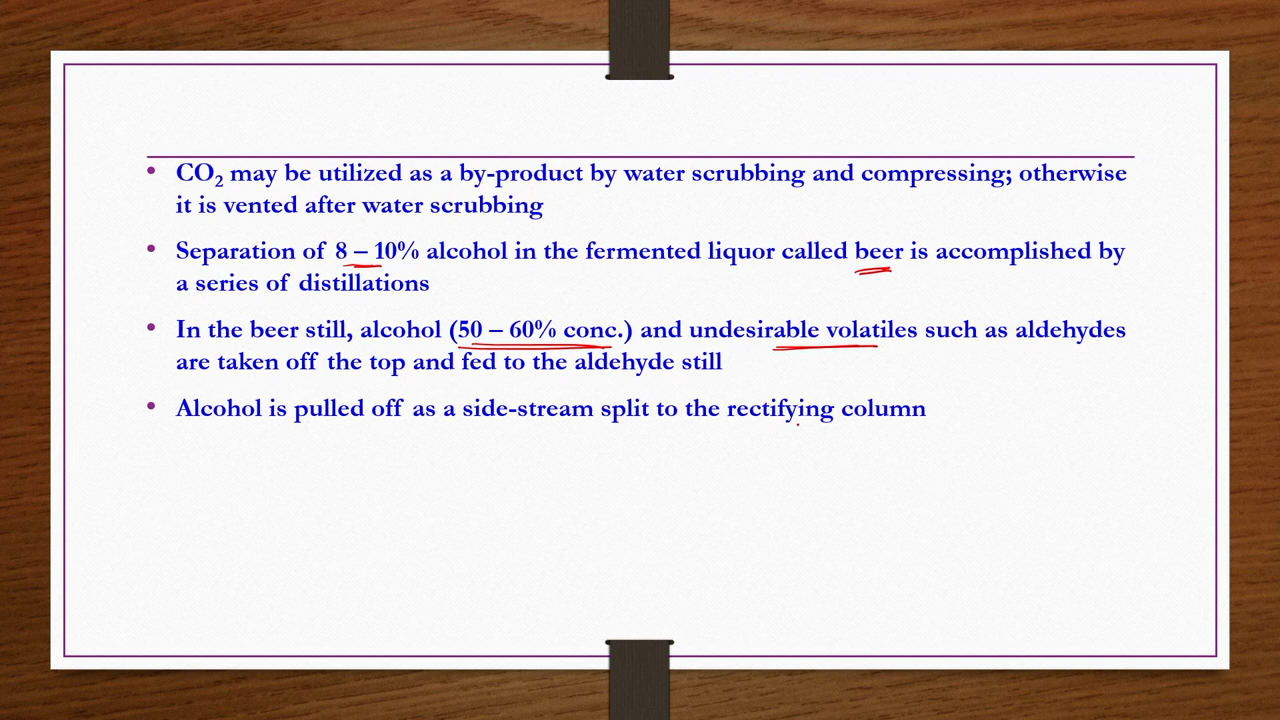 • CO₂ may be utilized as a by-product by water scrubbing and compressing; otherwise
it is vented after water scrubbing
• Separation of 8 – 10% alcohol in the fermented liquor called beer is accomplished by
a series of distillations
• In the beer still, alcohol (50 – 60% conc.) and undesirable volatiles such as aldehydes
are taken off the top and fed to the aldehyde still
• Alcohol is pulled off as a side-stream split to the rectifying column